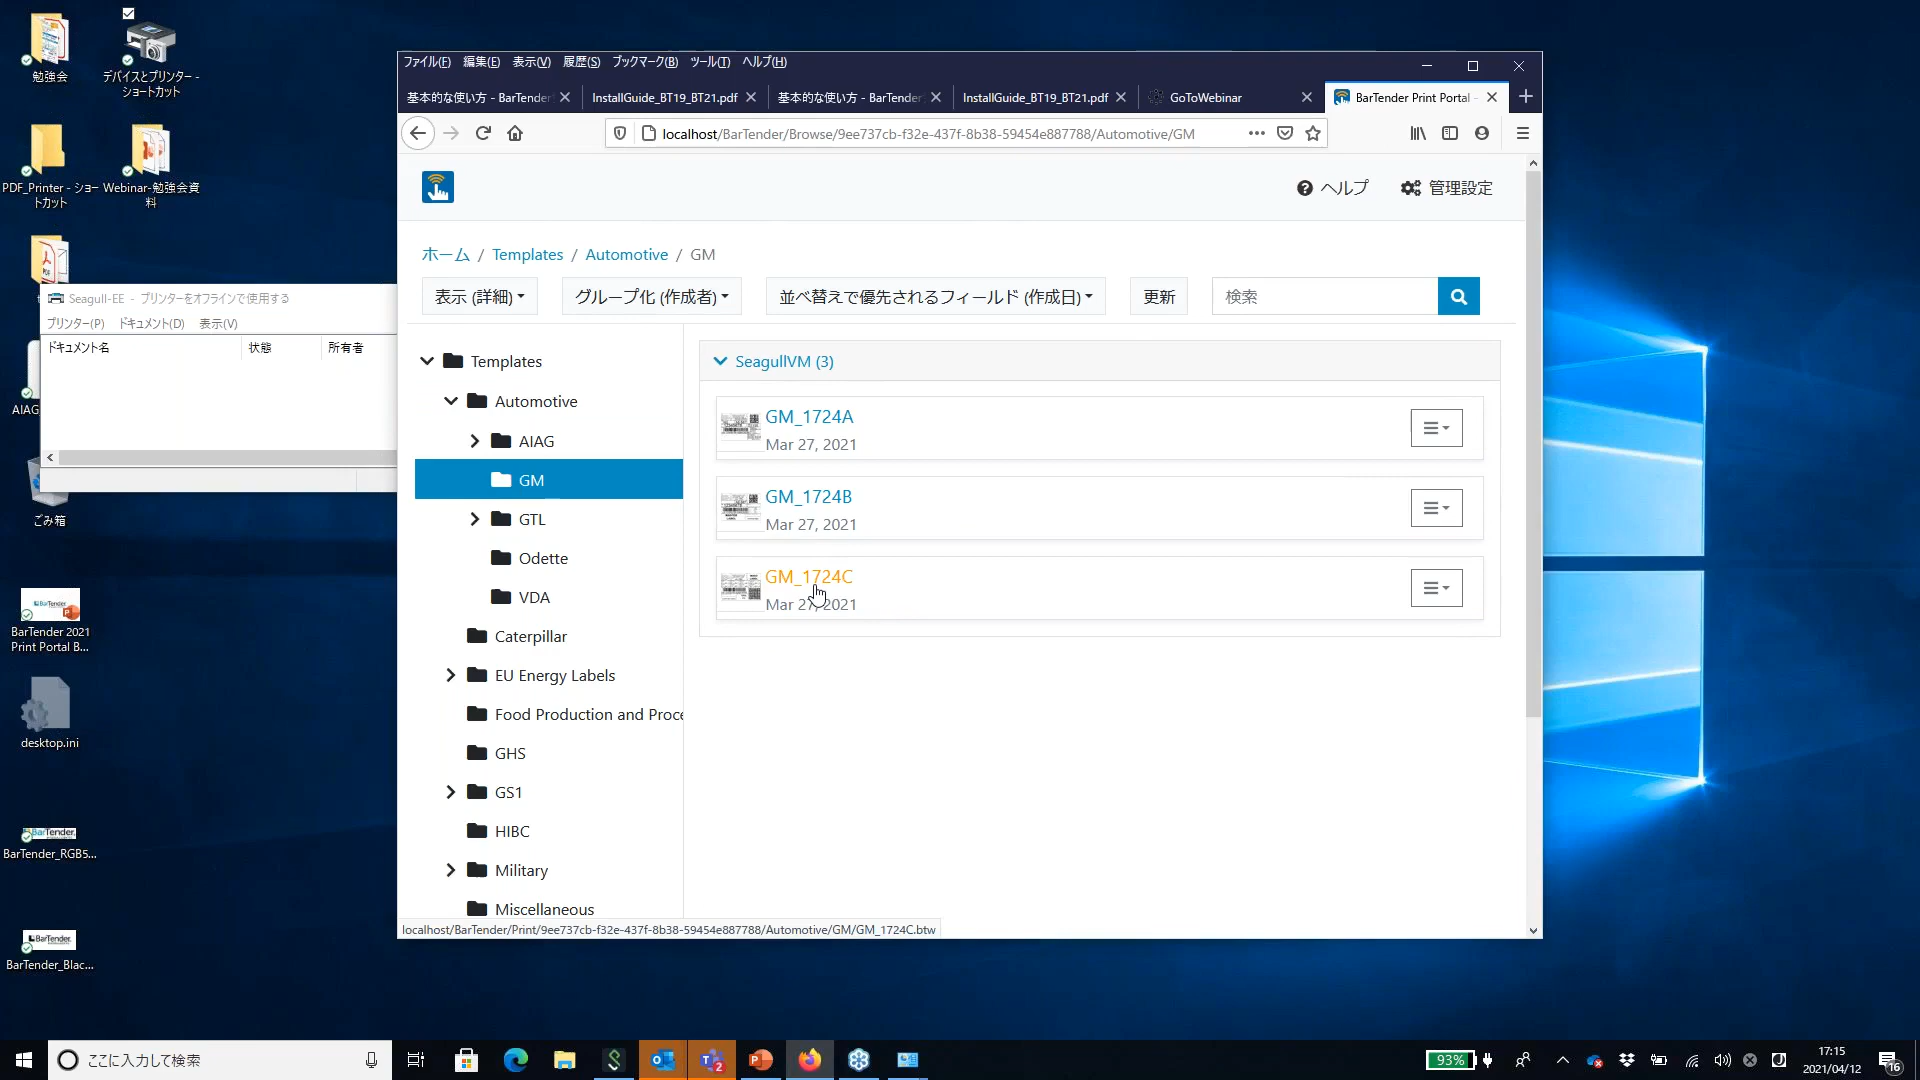 勉強会
デバイスとプリンター -
ショートカット
PDF_Printer - ショー
トカット
Webinar-勉強会資
料
AIAG
ごみ箱
BarTender 2021
Print Portal B...
desktop.ini
BarTender_RGB5...
BarTender_Blac...
Seagull-EE - プリンターをオフラインで使用する
プリンター(P) ドキュメント(D) 表示(V)
ドキュメント名 状態 所有者
ファイル(F) 編集(E) 表示(V) 履歴(S) ブックマーク(B) ツール(T) ヘルプ(H)
基本的な使い方 - BarTender InstallGuide_BT19_BT21.pdf 基本的な使い方 - BarTender InstallGuide_BT19_BT21.pdf GoToWebinar BarTender Print Portal -
localhost/BarTender/Browse/9ee737cb-f32e-437f-8b38-59454e887788/Automotive/GM
ヘルプ 管理設定
ホーム / Templates / Automotive / GM
表示 (詳細) グループ化 (作成者) 並べ替えで優先されるフィールド (作成日) 更新 検索
Templates
Automotive
AIAG
GM
GTL
Odette
VDA
Caterpillar
EU Energy Labels
Food Production and Proce
GHS
GS1
HIBC
Military
Miscellaneous
SeagullVM (3)
GM_1724A
Mar 27, 2021
GM_1724B
Mar 27, 2021
GM_1724C
Mar 27, 2021
localhost/BarTender/Print/9ee737cb-f32e-437f-8b38-59454e887788/Automotive/GM/GM_1724C.btw
ここに入力して検索
93%
17:15
2021/04/12
16